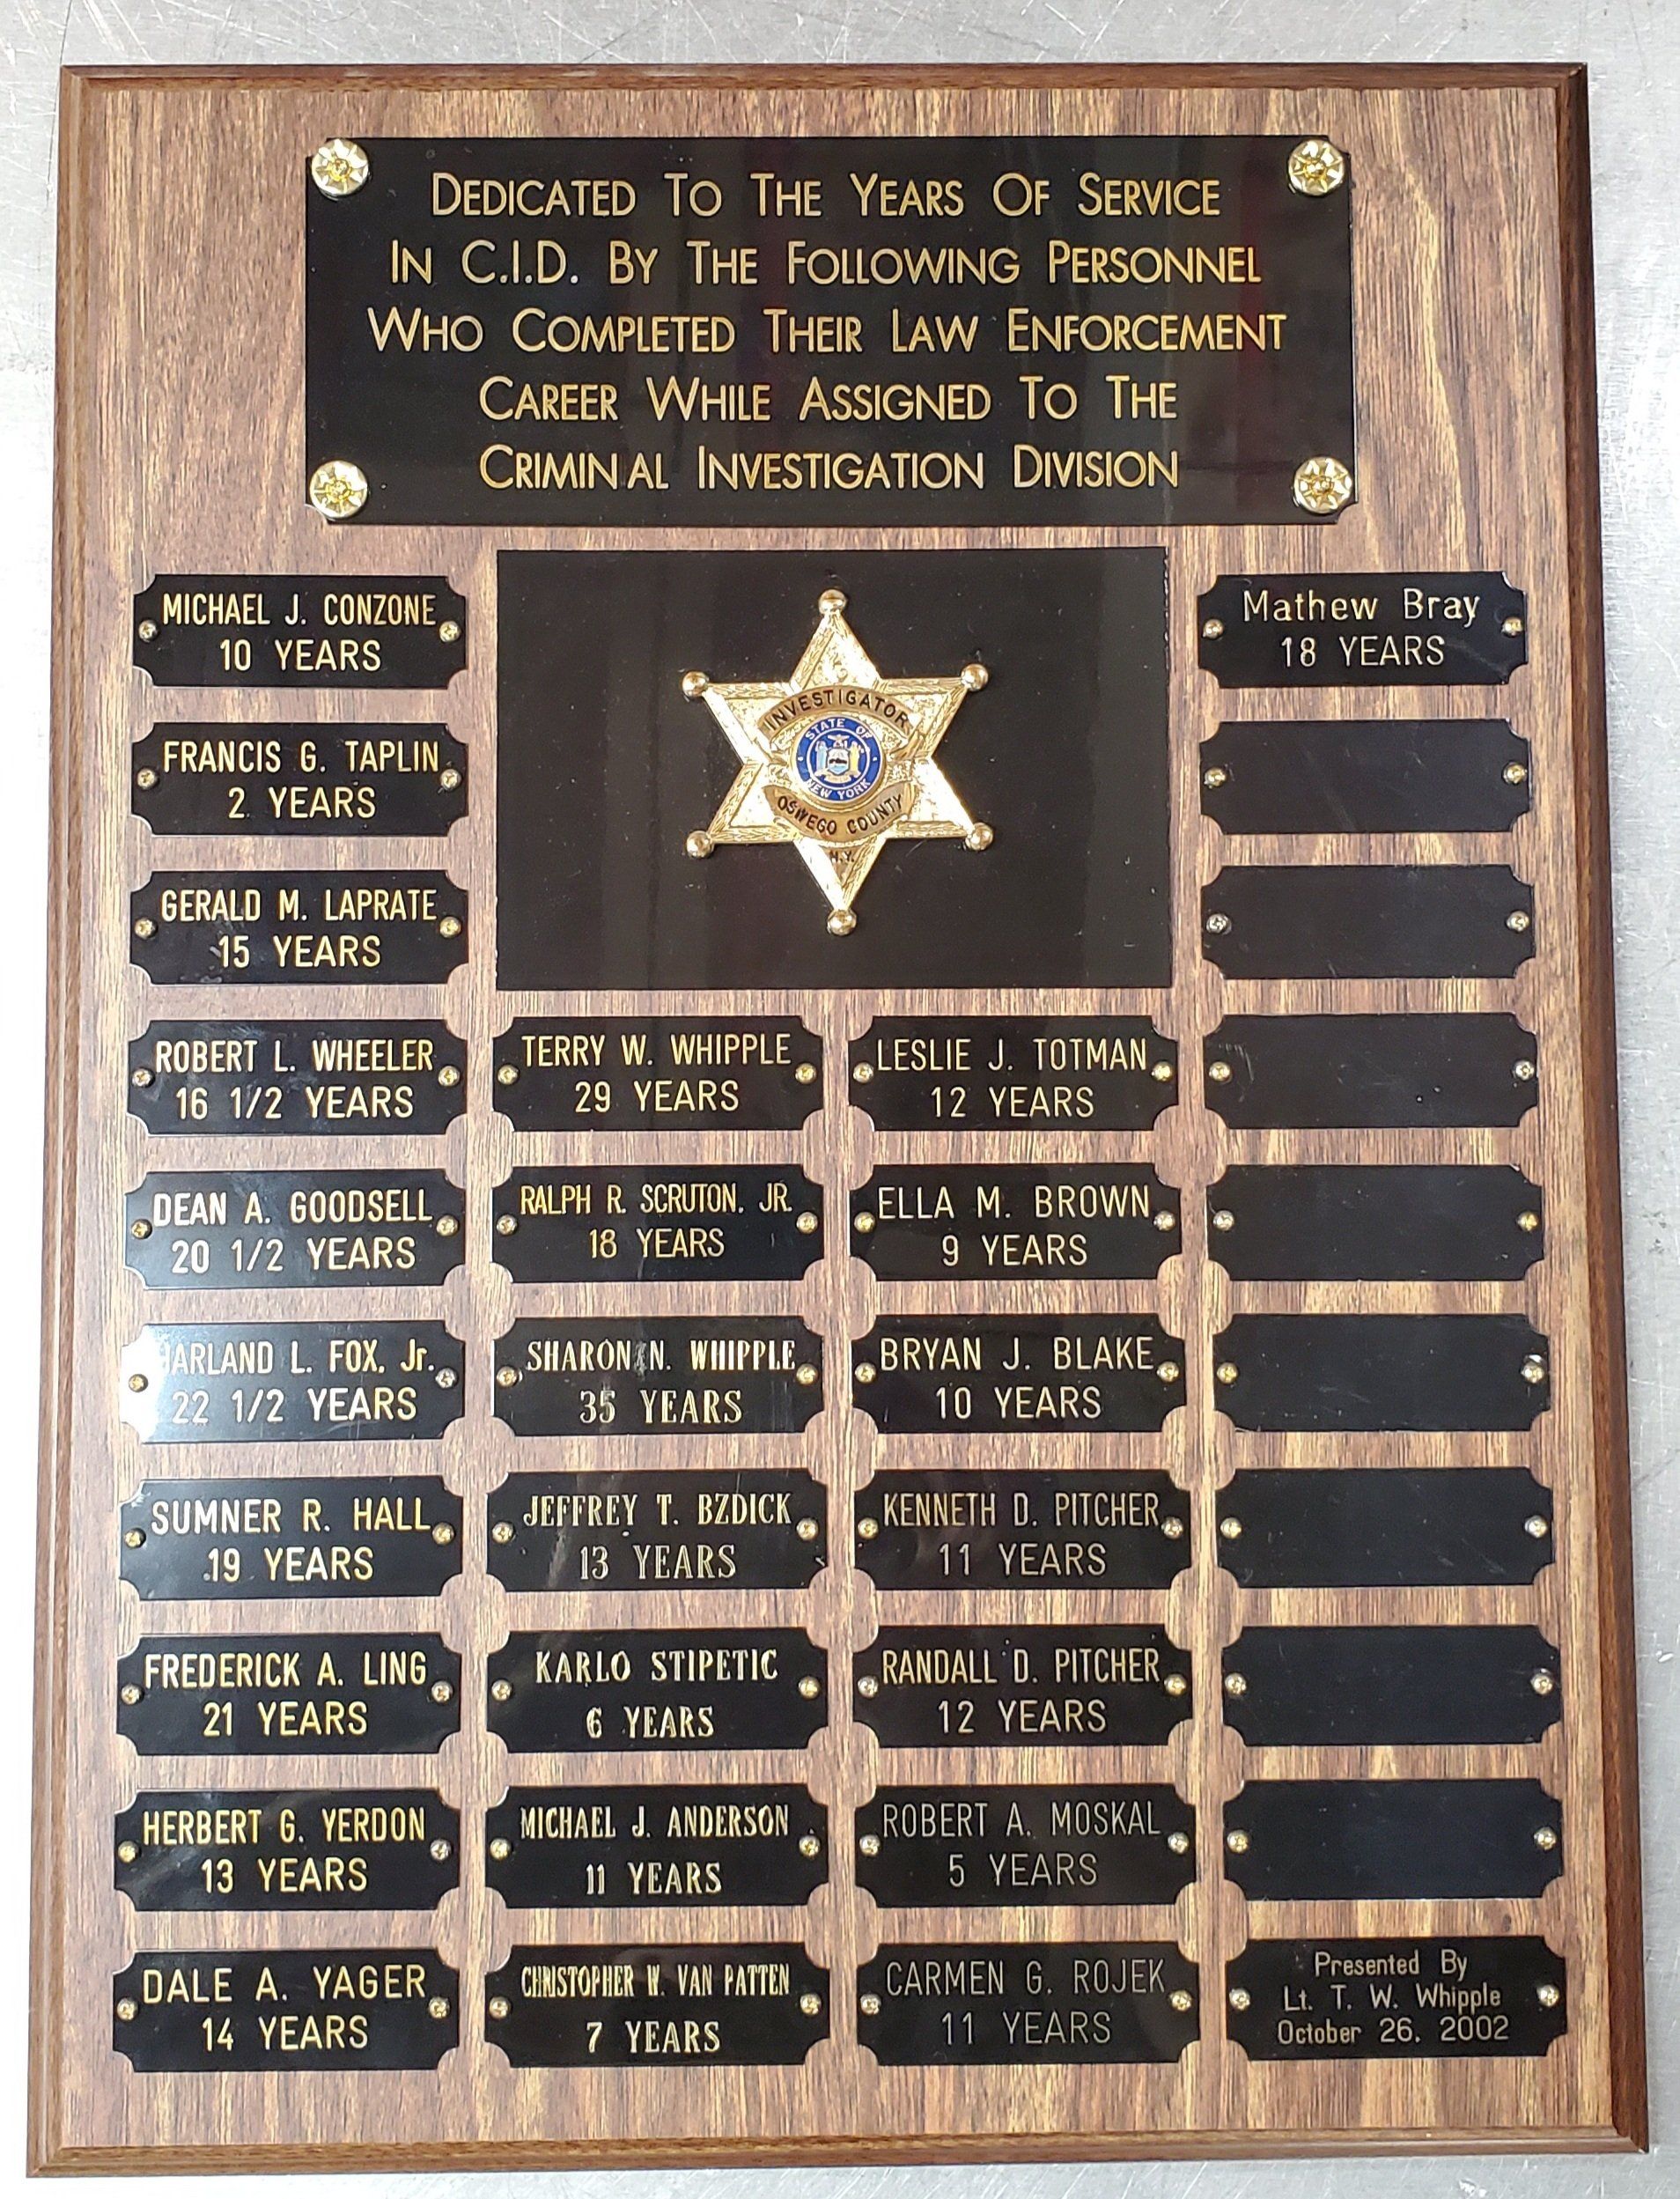 DEDICATED TO THE YEARS OF SERVICE
IN C.I.D. BY THE FOLLOWING PERSONNEL
WHO COMPLETED THEIR LAW ENFORCEMENT
CAREER WHILE ASSIGNED TO THE
CRIMINAL INVESTIGATION DIVISION
INVESTIGATOR
STATE OF
NEW YORK
OSWEGO COUNTY
N.Y.
MICHAEL J. CONZONE
10 YEARS
FRANCIS G. TAPLIN
2 YEARS
GERALD M. LAPRATE
15 YEARS
ROBERT L. WHEELER
16 1/2 YEARS
DEAN A. GOODSELL
20 1/2 YEARS
HARLAND L. FOX, Jr.
22 1/2 YEARS
SUMNER R. HALL
19 YEARS
FREDERICK A. LING
21 YEARS
HERBERT G. YERDON
13 YEARS
DALE A. YAGER
14 YEARS
TERRY W. WHIPPLE
29 YEARS
RALPH R. SCRUTON, JR.
18 YEARS
SHARON N. WHIPPLE
35 YEARS
JEFFREY T. BZDICK
13 YEARS
KARLO STIPETIC
6 YEARS
MICHAEL J. ANDERSON
11 YEARS
CHRISTOPHER W. VAN PATTEN
7 YEARS
LESLIE J. TOTMAN
12 YEARS
ELLA M. BROWN
9 YEARS
BRYAN J. BLAKE
10 YEARS
KENNETH D. PITCHER
11 YEARS
RANDALL D. PITCHER
12 YEARS
ROBERT A. MOSKAL
5 YEARS
CARMEN G. ROJEK
11 YEARS
Mathew Bray
18 YEARS
Presented By
Lt. T. W. Whipple
October 26, 2002